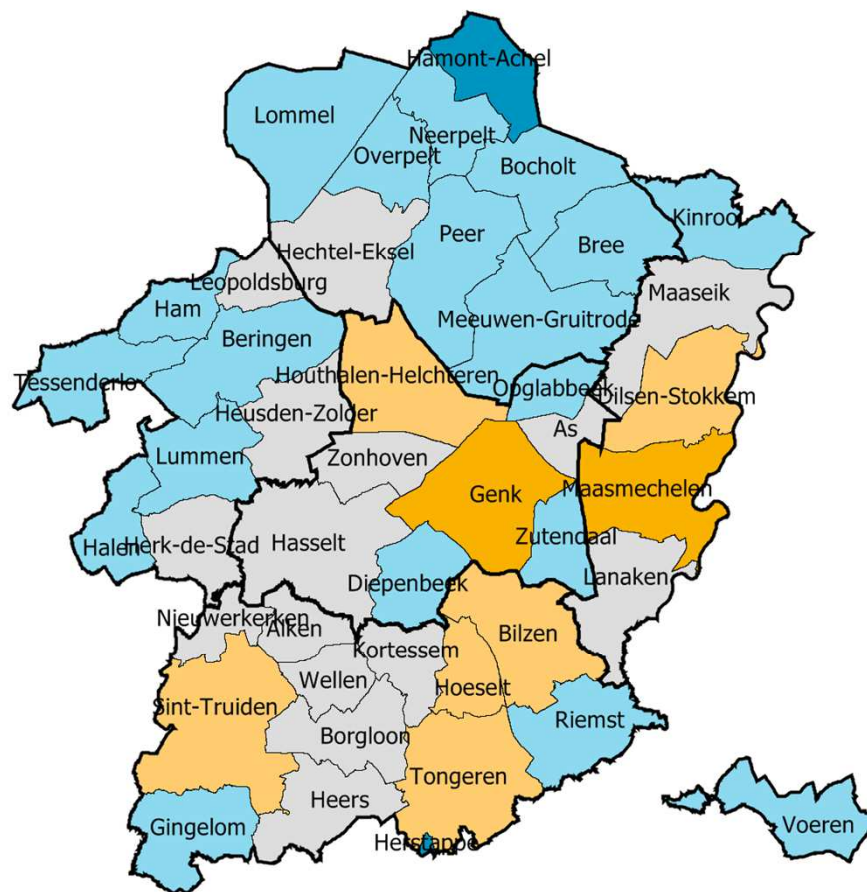 Hamont-Achel
Lommel
Neerpelt
Overpelt
Bocholt
Kinrooi
Peer
Bree
Hechtel-Eksel
Leopoldsburg
Maaseik
Ham
Meeuwen-Gruitrode
Beringen
Houthalen-Helchteren
Tessenderlo
Opglabbeek
Dilsen-Stokkem
Heusden-Zolder
As
Lummen
Zonhoven
Genk
Maasmechelen
Zutendaal
Halen
Herk-de-Stad
Hasselt
Diepenbeek
Lanaken
Nieuwerkerken
Alken
Bilzen
Kortessem
Wellen
Hoeselt
Sint-Truiden
Riemst
Borgloon
Tongeren
Heers
Gingelom
Voeren
Herstappe